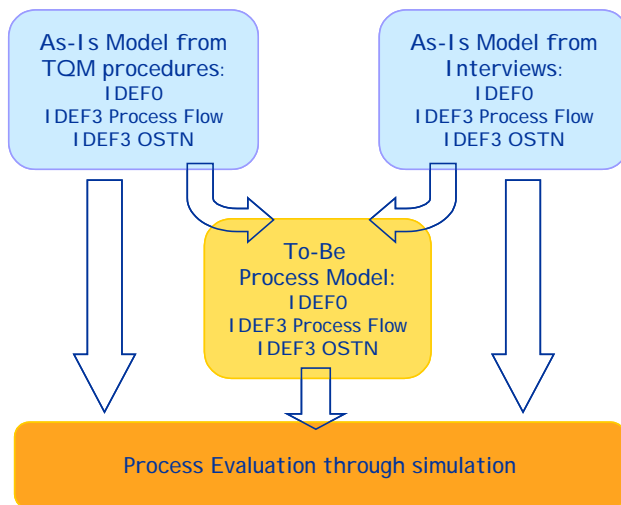 As-Is Model from
TQM procedures:
IDEF0
IDEF3 Process Flow
IDEF3 OSTN
As-Is Model from
Interviews:
IDEF0
IDEF3 Process Flow
IDEF3 OSTN
To-Be
Process Model:
IDEF0
IDEF3 Process Flow
IDEF3 OSTN
Process Evaluation through simulation